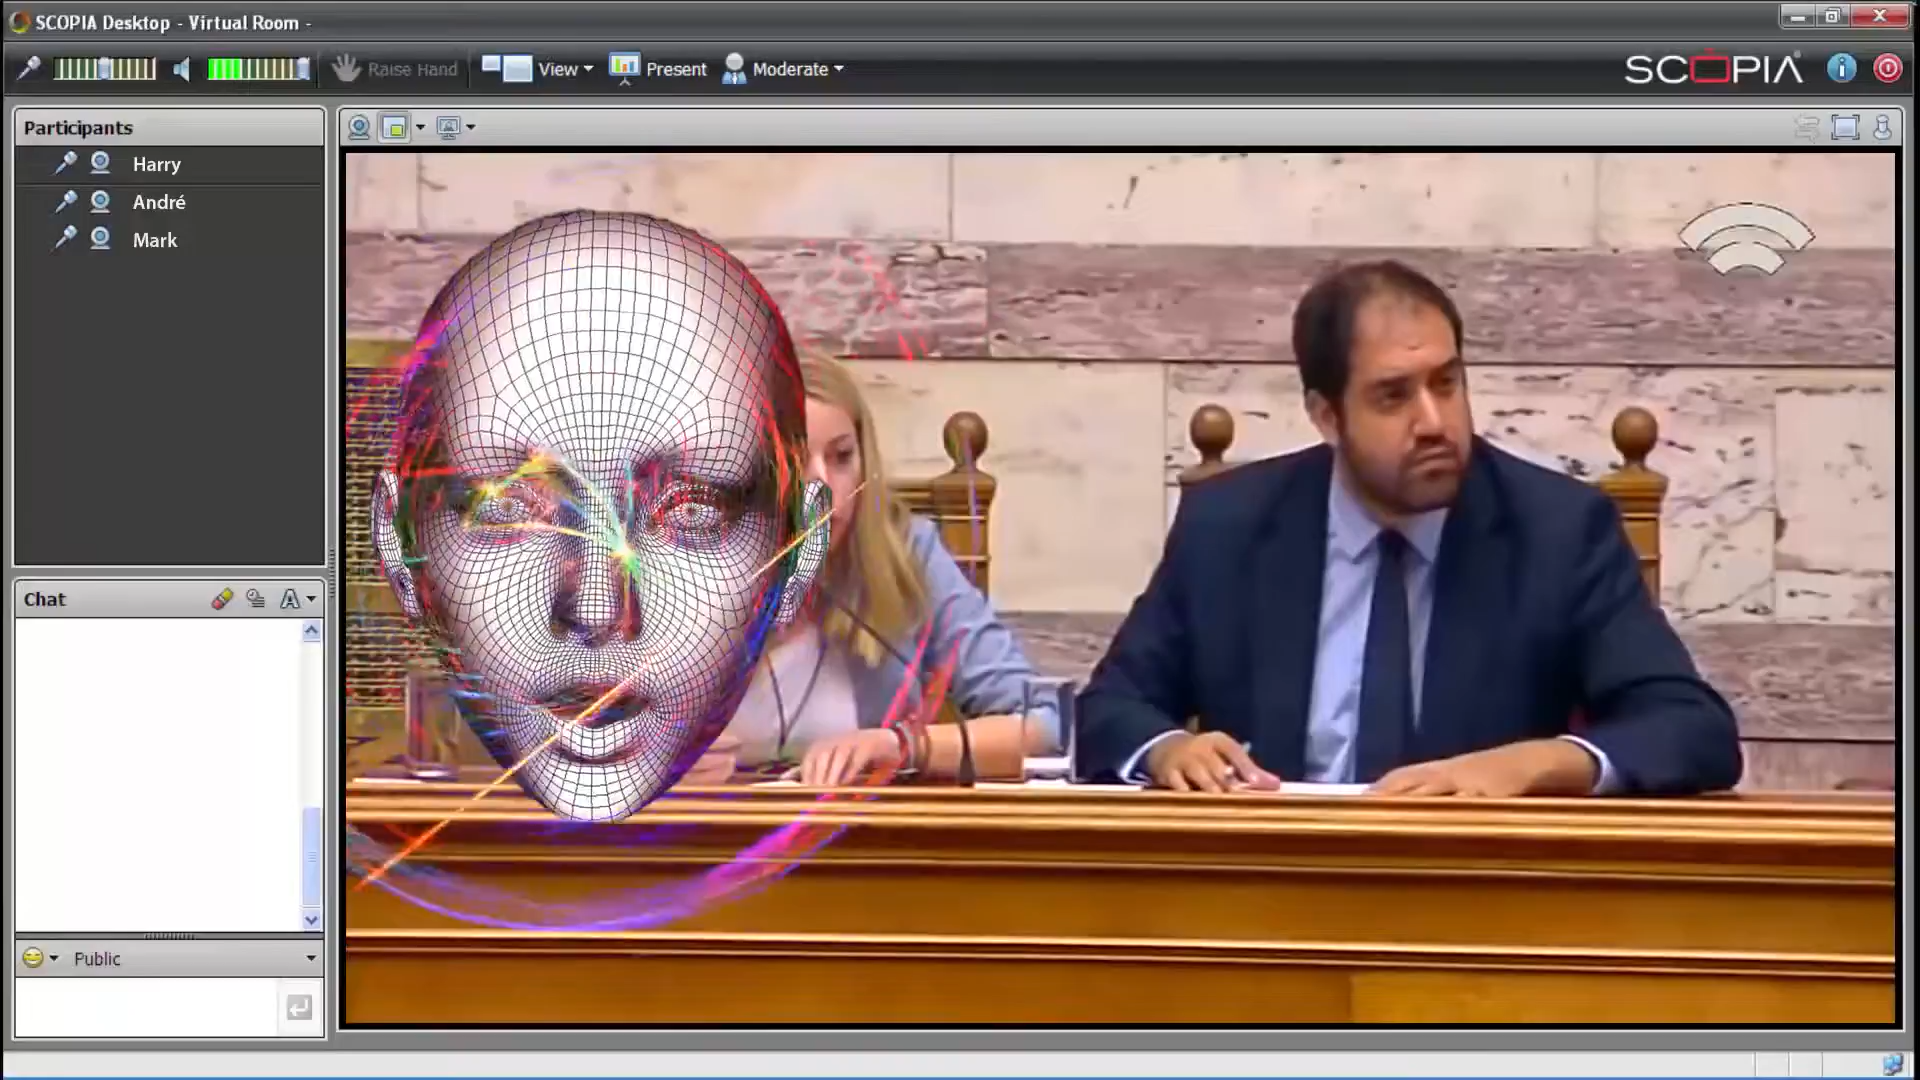 SCOPIA Desktop - Virtual Room -
Raise Hand
View
Present
Moderate
SCOPIA
Participants
Harry
André
Mark
Chat
A
Public